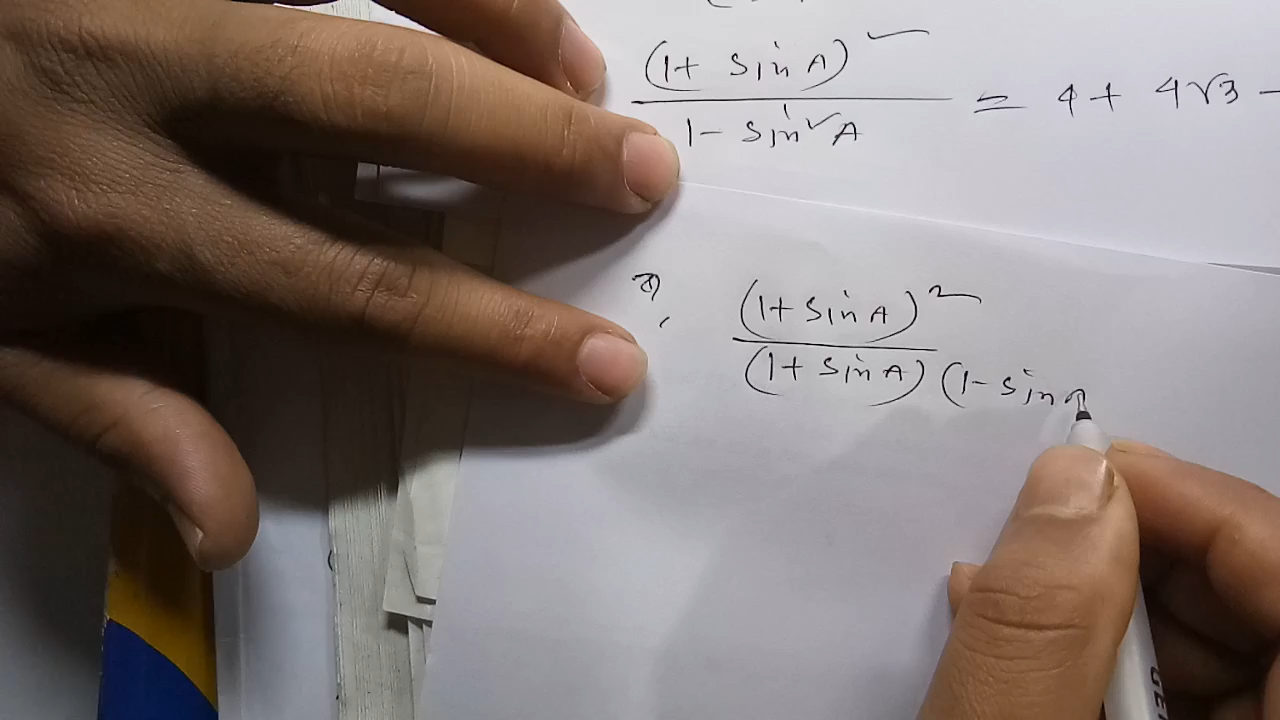 (1 + sin A)²
1 - sin²A
= 4 + 4√3 -
বা,
(1 + sin A)²
(1 + sin A) (1 - sin A